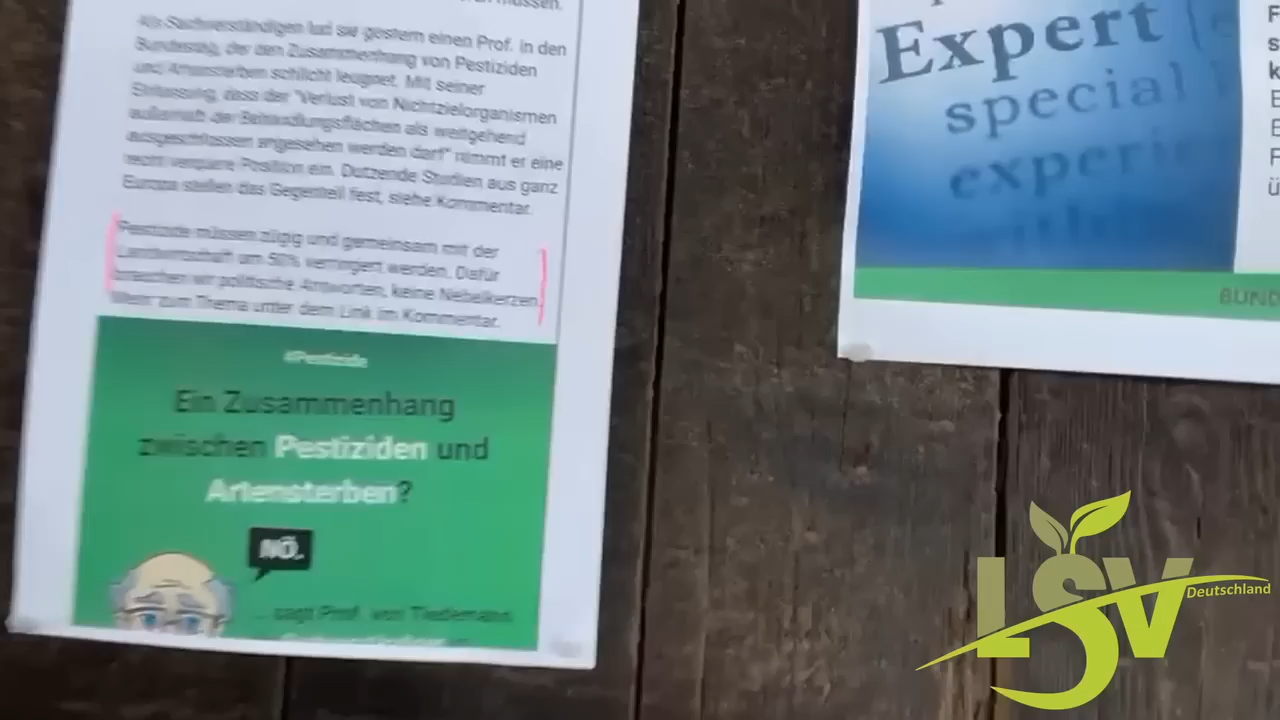 Als Sachverständigen lud sie gestern einen Prof. in den
Bundestag, der den Zusammenhang von Pestiziden
und Artensterben schlicht leugnet. Mit seiner
Einlassung, dass der "Verlust von Nichtzielorganismen
außerhalb der Behandlungsflächen als weitgehend
ausgeschlossen angesehen werden darf" nimmt er eine
recht vergiftete Position ein. Dutzende Studien aus ganz
Europa stellen das Gegenteil fest, siehe Kommentar.
Pestizide müssen zügig und gemeinsam mit der
Landwirtschaft um 50% verringert werden. Dafür
brauchen wir politische Antworten, keine Nebelkerzen.
Mehr zum Thema unter dem Link im Kommentar.
#Pestizide
Ein Zusammenhang
zwischen Pestiziden und
Artensterben?
NÖ.
... sagt Prof. von Tiedemann
Expert
special
experi
BUND
LSV
Deutschland